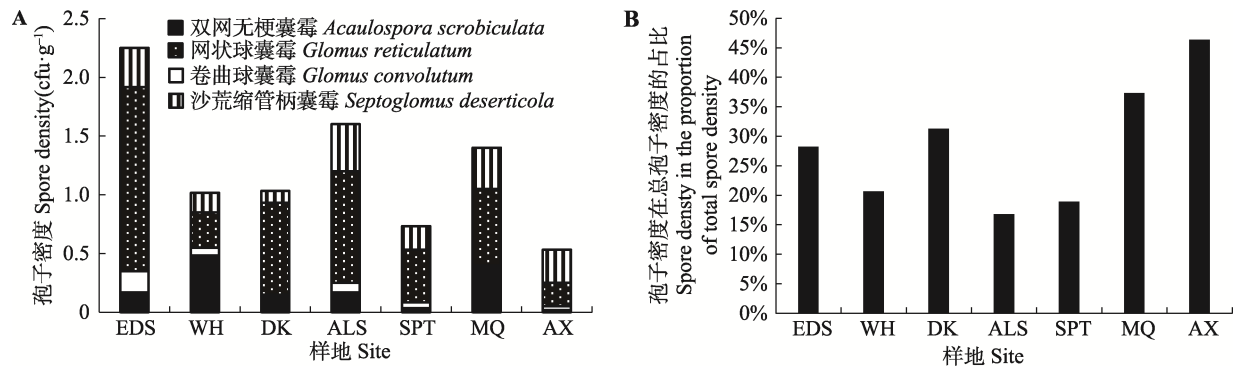 A
双网无梗囊霉 Acaulospora scrobiculata
网状球囊霉 Glomus reticulatum
卷曲球囊霉 Glomus convolutum
沙荒缩管柄囊霉 Septoglomus deserticola
孢子密度 Spore density(cfu·g⁻¹)
2.5
2.0
1.5
1.0
0.5
0
EDS WH DK ALS SPT MQ AX
样地 Site
B
孢子密度在总孢子密度的占比
Spore densty in the proportion
of total spore density
50%
45%
40%
35%
30%
25%
20%
15%
10%
5%
0%
EDS WH DK ALS SPT MQ AX
样地 Site